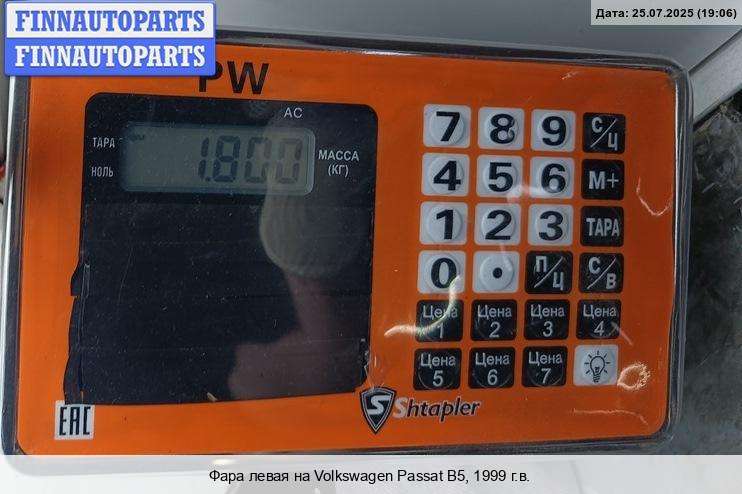 FINNAUTOPARTS
FINNAUTOPARTS
Дата: 25.07.2025 (19:06)
PW
AC
ТАРА
НОЛЬ
1.800
МАССА
(КГ)
7 8 9 С/Ц
4 5 6 М+
1 2 3 ТАРА
0 . П/Ц С/В
Цена 1 Цена 2 Цена 3 Цена 4
Цена 5 Цена 6 Цена 7
EAC
S Shtapler
Фара левая на Volkswagen Passat B5, 1999 г.в.